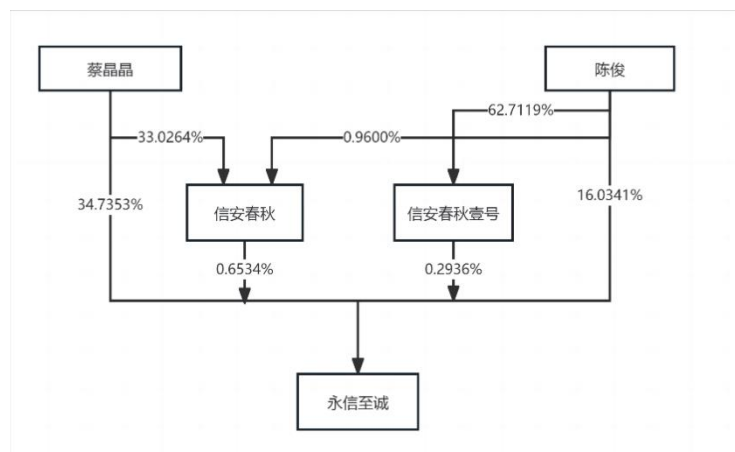 蔡晶晶
陈俊
62.7119%
33.0264%
0.9600%
34.7353%
16.0341%
信安春秋
信安春秋壹号
0.6534%
0.2936%
永信至诚